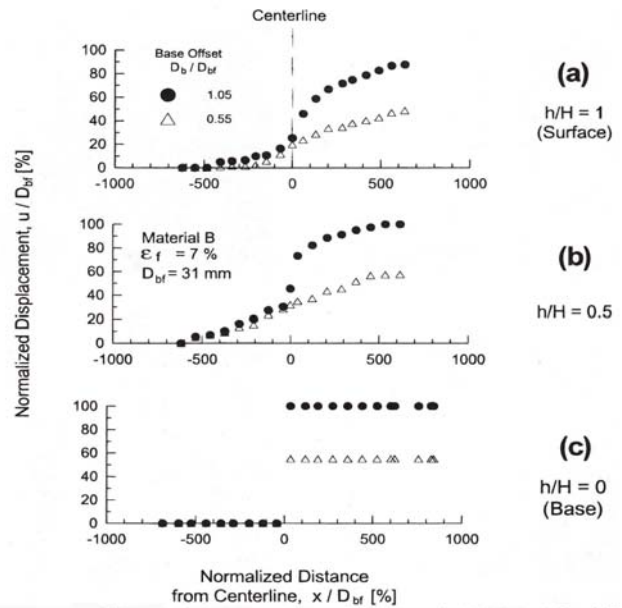 Centerline
Normalized Displacement, u / D_bf [%]
100
80
60
40
20
0
Base Offset
D_b / D_bf
1.05
0.55
-1000
-500
0
500
1000
(a)
h/H = 1
(Surface)
100
80
60
40
20
0
Material B
ε_f = 7 %
D_bf = 31 mm
-1000
-500
0
500
1000
(b)
h/H = 0.5
100
80
60
40
20
0
-1000
-500
0
500
1000
(c)
h/H = 0
(Base)
Normalized Distance
from Centerline, x / D_bf [%]